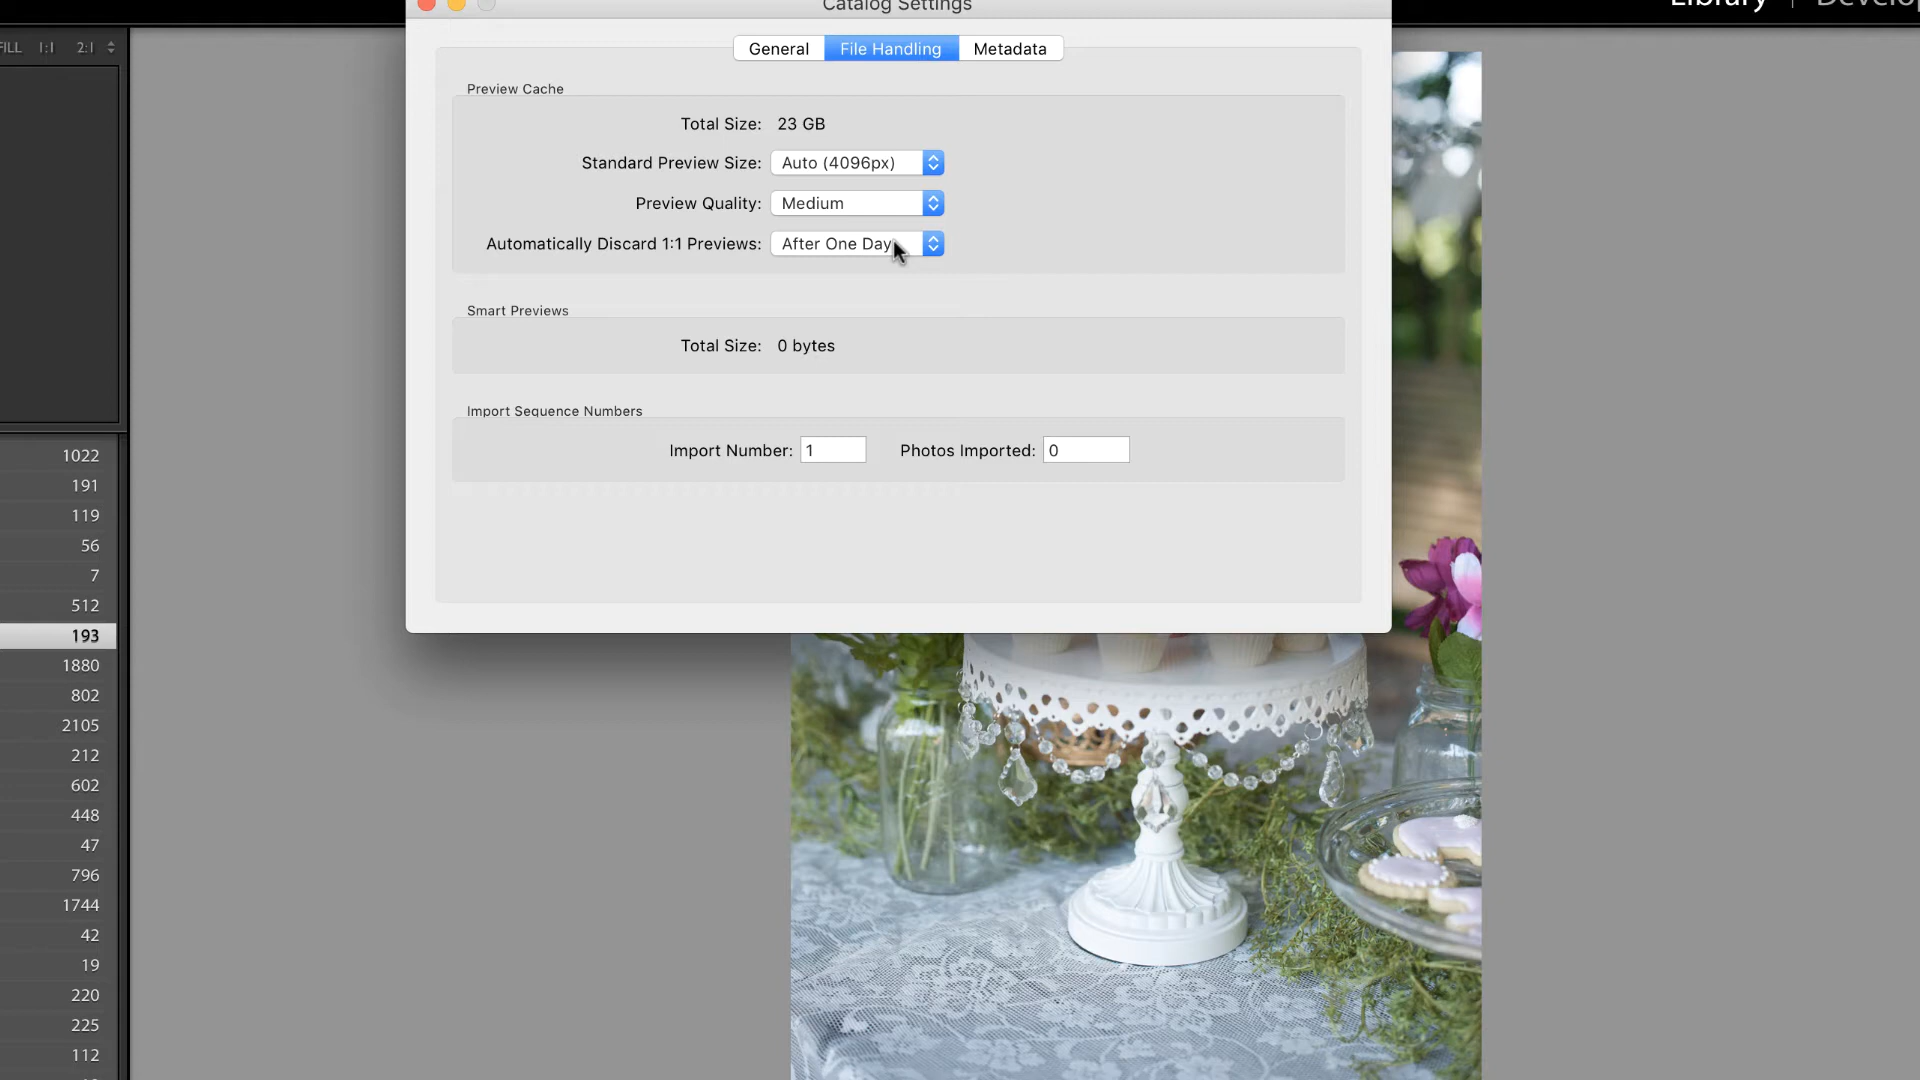 Catalog Settings
Library | Develop
FILL 1:1 2:1
General File Handling Metadata
Preview Cache
Total Size: 23 GB
Standard Preview Size: Auto (4096px)
Preview Quality: Medium
Automatically Discard 1:1 Previews: After One Day
Smart Previews
Total Size: 0 bytes
Import Sequence Numbers
Import Number: 1 Photos Imported: 0
1022
191
119
56
7
512
193
1880
802
2105
212
602
448
47
796
1744
42
19
220
225
112